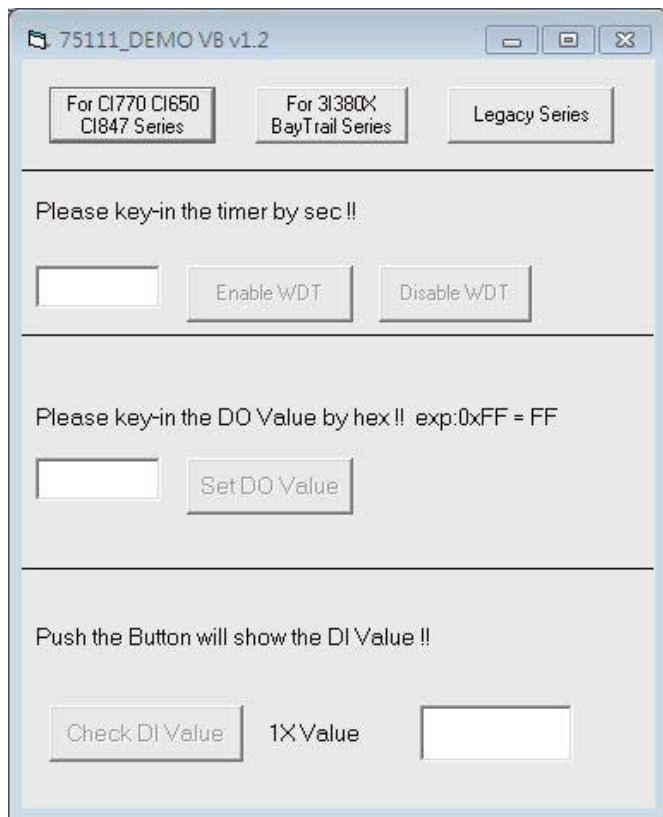 75111_DEMO VB v1.2
For CI770 CI650
CI847 Series
For 3I380X
BayTrail Series
Legacy Series
Please key-in the timer by sec !!
Enable WDT
Disable WDT
Please key-in the DO Value by hex !!  exp:0xFF = FF
Set DO Value
Push the Button will show the DI Value !!
Check DI Value
1X Value